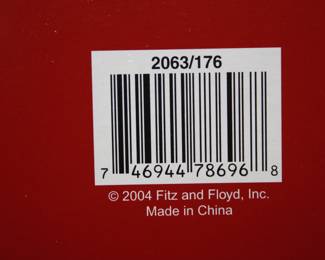 2063/176
7 46944 78696 8
© 2004 Fitz and Floyd, Inc.
Made in China